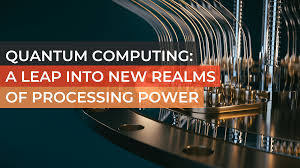 QUANTUM COMPUTING:
A LEAP INTO NEW REALMS
OF PROCESSING POWER